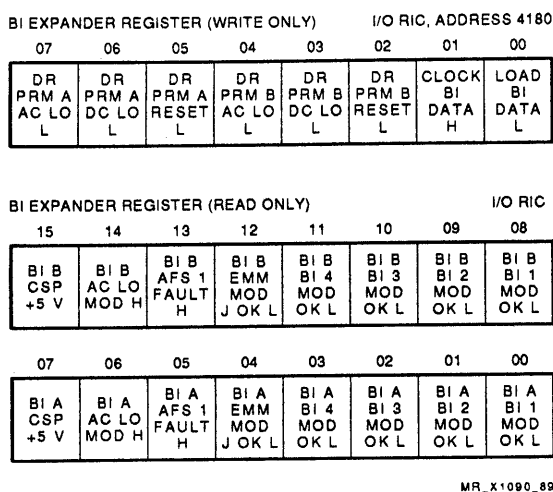 BI EXPANDER REGISTER (WRITE ONLY) I/O RIC, ADDRESS 4180
07 06 05 04 03 02 01 00
DR DR DR DR DR DR CLOCK LOAD
PRM A PRM A PRM A PRM B PRM B PRM B BI BI
AC LO DC LO RESET AC LO DC LO RESET DATA DATA
L L L L L L H L
BI EXPANDER REGISTER (READ ONLY) I/O RIC
15 14 13 12 11 10 09 08
BI B BI B BI B BI B BI B BI B BI B BI B
CSP AC LO AFS 1 EMM BI 4 BI 3 BI 2 BI 1
+5 V MOD H FAULT MOD MOD MOD MOD MOD
H J OK L OK L OK L OK L OK L
07 06 05 04 03 02 01 00
BI A BI A BI A BI A BI A BI A BI A BI A
CSP AC LO AFS 1 EMM BI 4 BI 3 BI 2 BI 1
+5 V MOD H FAULT MOD MOD MOD MOD MOD
H J OK L OK L OK L OK L OK L
MR_X1090_89